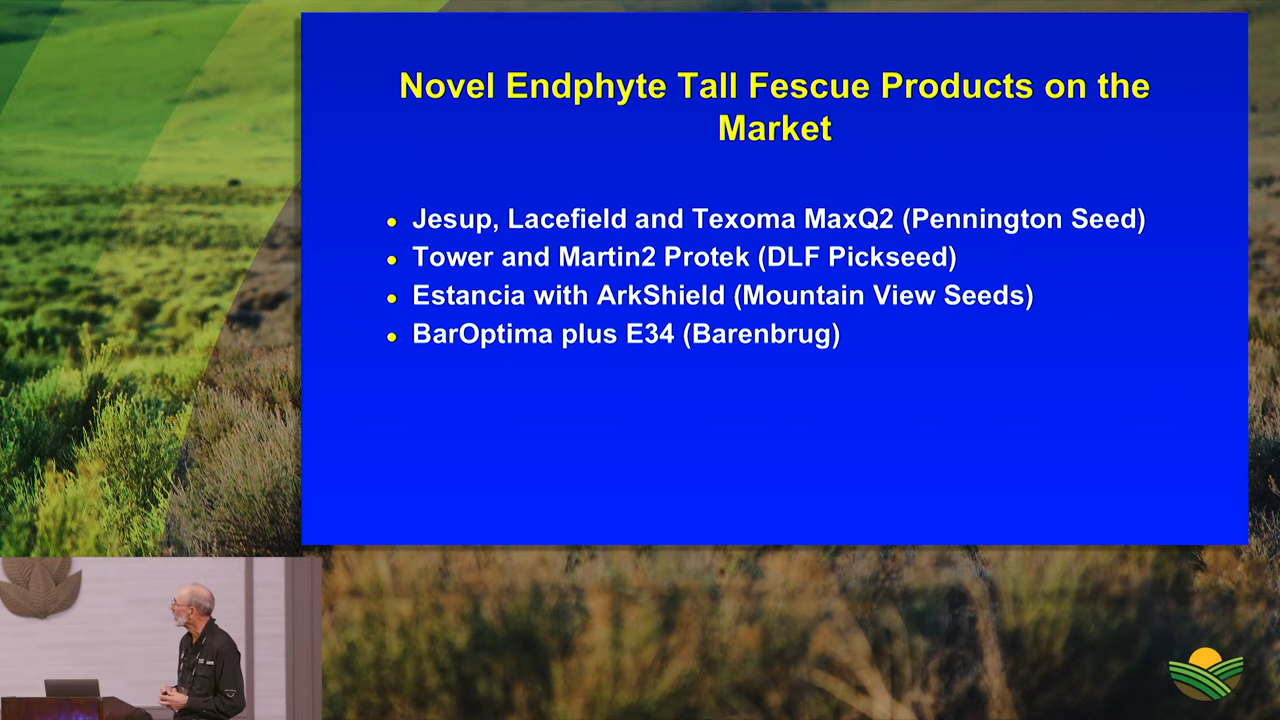 Novel Endphyte Tall Fescue Products on the
Market
Jesup, Lacefield and Texoma MaxQ2 (Pennington Seed)
Tower and Martin2 Protek (DLF Pickseed)
Estancia with ArkShield (Mountain View Seeds)
BarOptima plus E34 (Barenbrug)